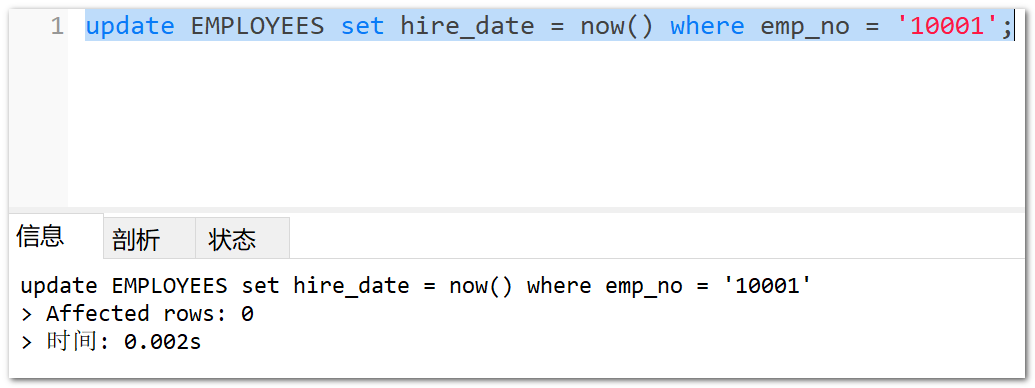 1 update EMPLOYEES set hire_date = now() where emp_no = '10001';
信息 剖析 状态
update EMPLOYEES set hire_date = now() where emp_no = '10001'
> Affected rows: 0
> 时间: 0.002s